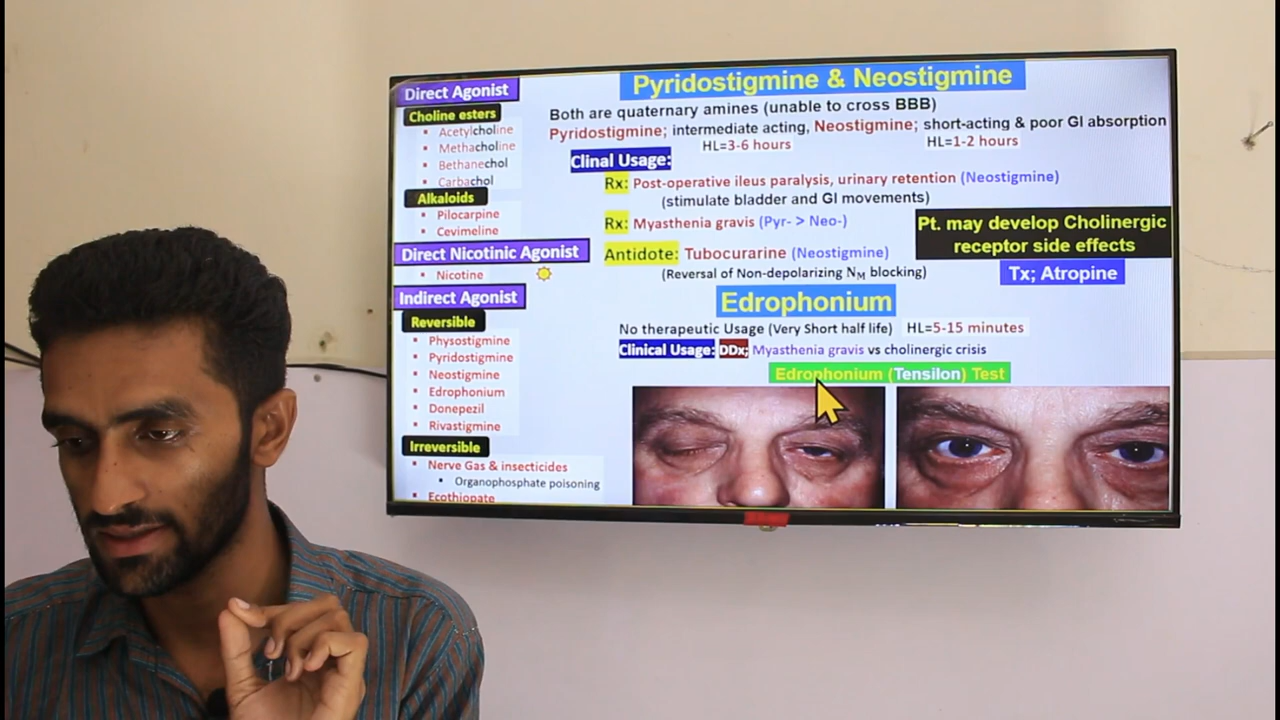 Direct Agonist
Choline esters
Acetylcholine
Methacholine
Bethanechol
Carbachol
Alkaloids
Pilocarpine
Cevimeline
Direct Nicotinic Agonist
Nicotine
Indirect Agonist
Reversible
Physostigmine
Pyridostigmine
Neostigmine
Edrophonium
Donepezil
Rivastigmine
Irreversible
Nerve Gas & insecticides
Organophosphate poisoning
Ecothiopate
Pyridostigmine & Neostigmine
Both are quaternary amines (unable to cross BBB)
Pyridostigmine; intermediate acting, Neostigmine; short-acting & poor GI absorption
HL=3-6 hours HL=1-2 hours
Clinal Usage:
Rx: Post-operative ileus paralysis, urinary retention (Neostigmine)
(stimulate bladder and GI movements)
Rx: Myasthenia gravis (Pyr- > Neo-)
Antidote: Tubocurarine (Neostigmine)
(Reversal of Non-depolarizing NM blocking)
Pt. may develop Cholinergic
receptor side effects
Tx; Atropine
Edrophonium
No therapeutic Usage (Very Short half life) HL=5-15 minutes
Clinical Usage: DDx; Myasthenia gravis vs cholinergic crisis
Edrophonium (Tensilon) Test